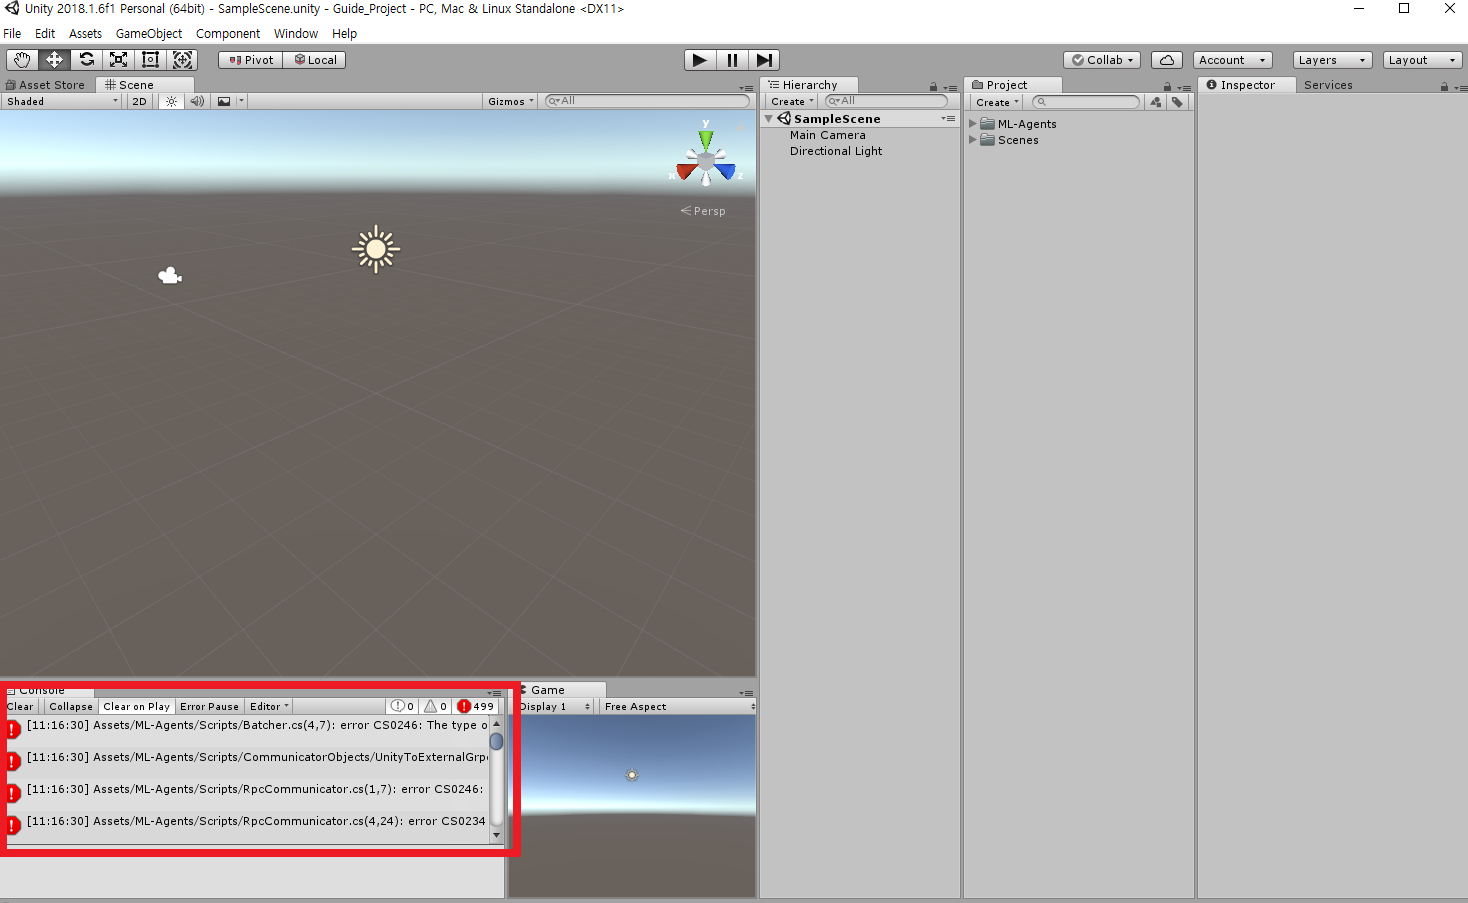 Unity 2018.1.6f1 Personal (64bit) - SampleScene.unity - Guide_Project - PC, Mac & Linux Standalone <DX11>
File Edit Assets GameObject Component Window Help
Pivot Local Collab Account Layers Layout
Asset Store Scene
Shaded 2D Gizmos All
y
x z
Persp
Hierarchy
Create All
SampleScene
Main Camera
Directional Light
Project
Create
ML-Agents
Scenes
Inspector Services
Console
Clear Collapse Clear on Play Error Pause Editor 0 0 499
[11:16:30] Assets/ML-Agents/Scripts/Batcher.cs(4,7): error CS0246: The type o
[11:16:30] Assets/ML-Agents/Scripts/CommunicatorObjects/UnityToExternalGrpc
[11:16:30] Assets/ML-Agents/Scripts/RpcCommunicator.cs(1,7): error CS0246:
[11:16:30] Assets/ML-Agents/Scripts/RpcCommunicator.cs(4,24): error CS0234
Game
Display 1 Free Aspect